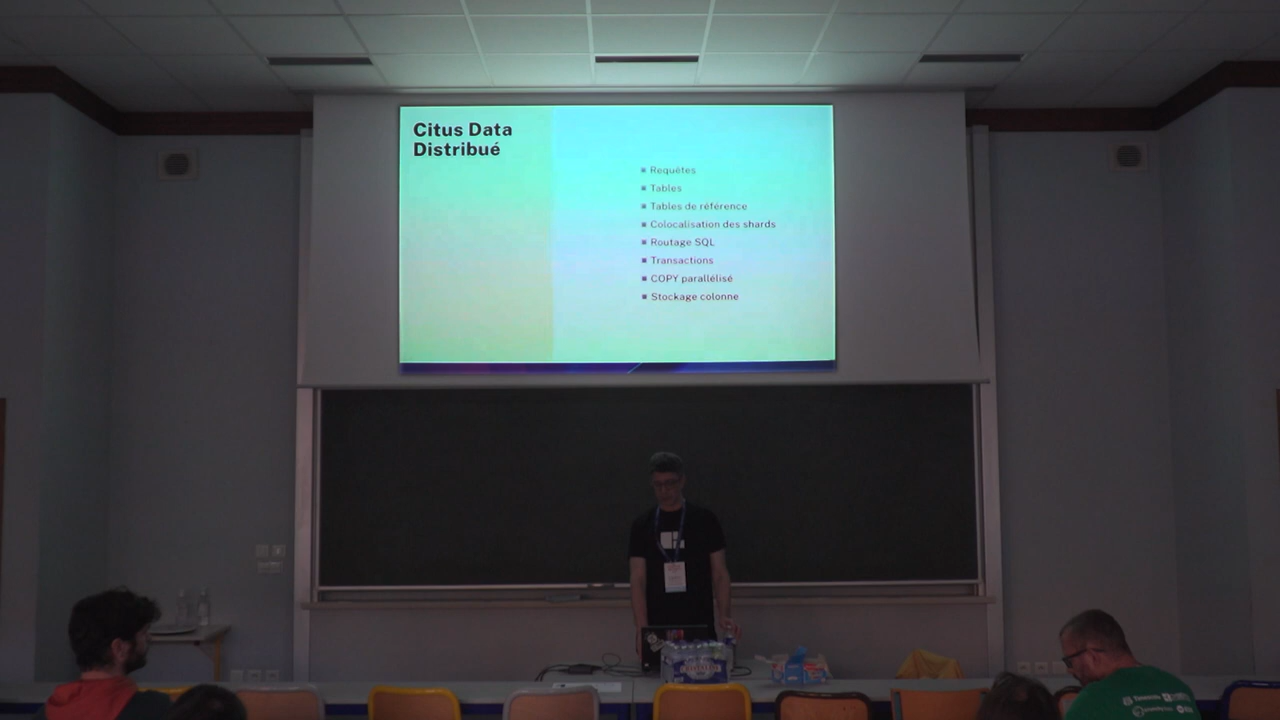 Citus Data
Distribué
Requêtes
Tables
Tables de référence
Colocalisation des shards
Routage SQL
Transactions
COPY parallélisé
Stockage colonne